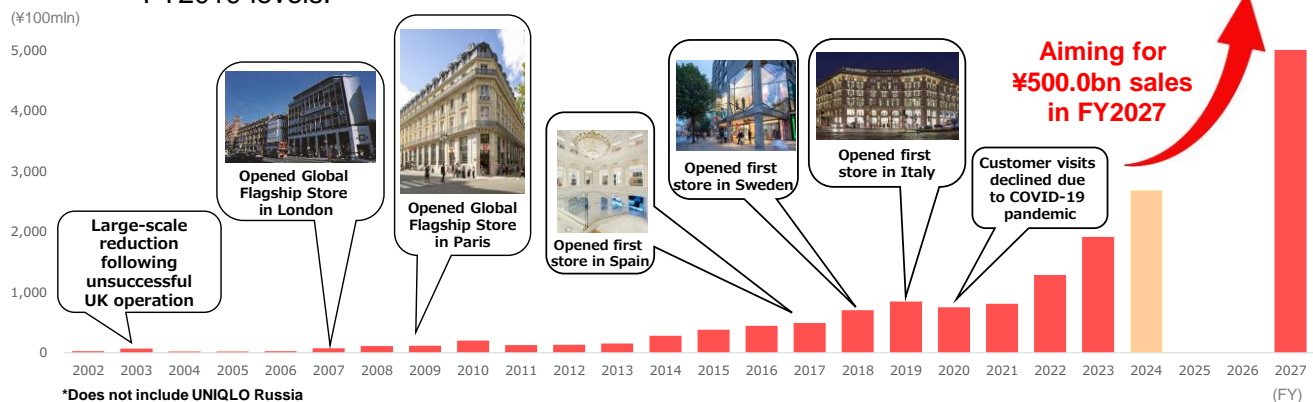 levels.
(¥100mln)
5,000
4,000
3,000
2,000
1,000
0
Large-scale
reduction
following
unsuccessful
UK operation
Opened Global
Flagship Store
in London
Opened Global
Flagship Store
in Paris
Opened first
store in Spain
Opened first
store in Sweden
Opened first
store in Italy
Customer visits
declined due
to COVID-19
pandemic
Aiming for
¥500.0bn sales
in FY2027
2002 2003 2004 2005 2006 2007 2008 2009 2010 2011 2012 2013 2014 2015 2016 2017 2018 2019 2020 2021 2022 2023 2024 2025 2026 2027
*Does not include UNIQLO Russia
(FY)